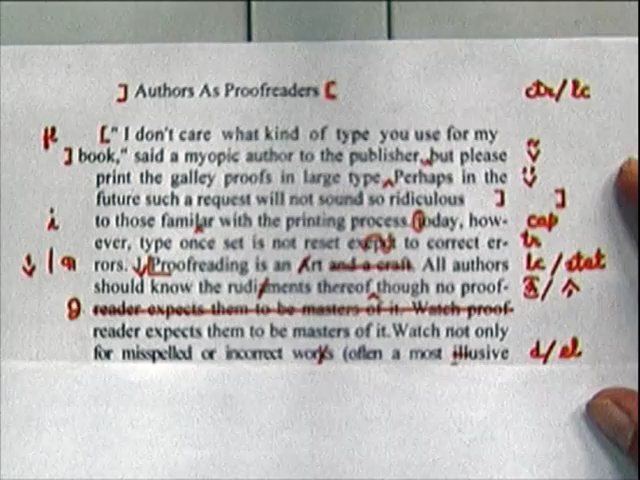 ] Authors As Proofreaders [ ctr/lc
["I don't care what kind of type you use for my
] book," said a myopic author to the publisher, but please
print the galley proofs in large type. Perhaps in the
future such a request will not sound so ridiculous ] ]
i to those familar with the printing process. today, how- cap
ever, type once set is not reset exepct to correct er- tr
rors. Proofreading is an Art and a craft. All authors lc/stet
should know the rudiments thereof though no proof-
reader expects them to be masters of it. Watch proof-
reader expects them to be masters of it. Watch not only
for misspelled or incorrect works (often a most illusive d/el